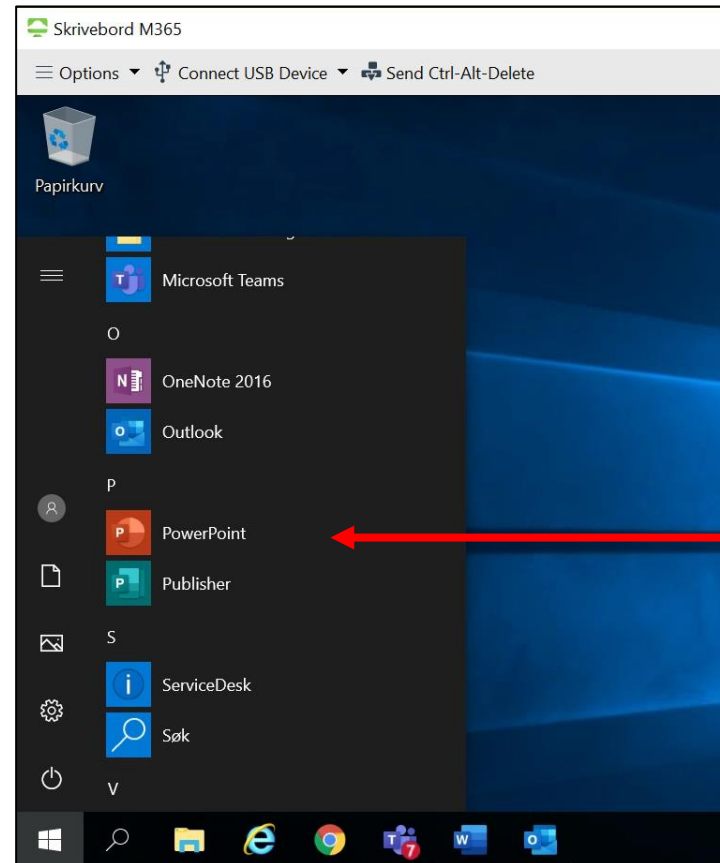 Skrivebord M365
Options Connect USB Device Send Ctrl-Alt-Delete
Papirkurv
Microsoft Teams
O
OneNote 2016
Outlook
P
PowerPoint
Publisher
S
ServiceDesk
Søk
V
7